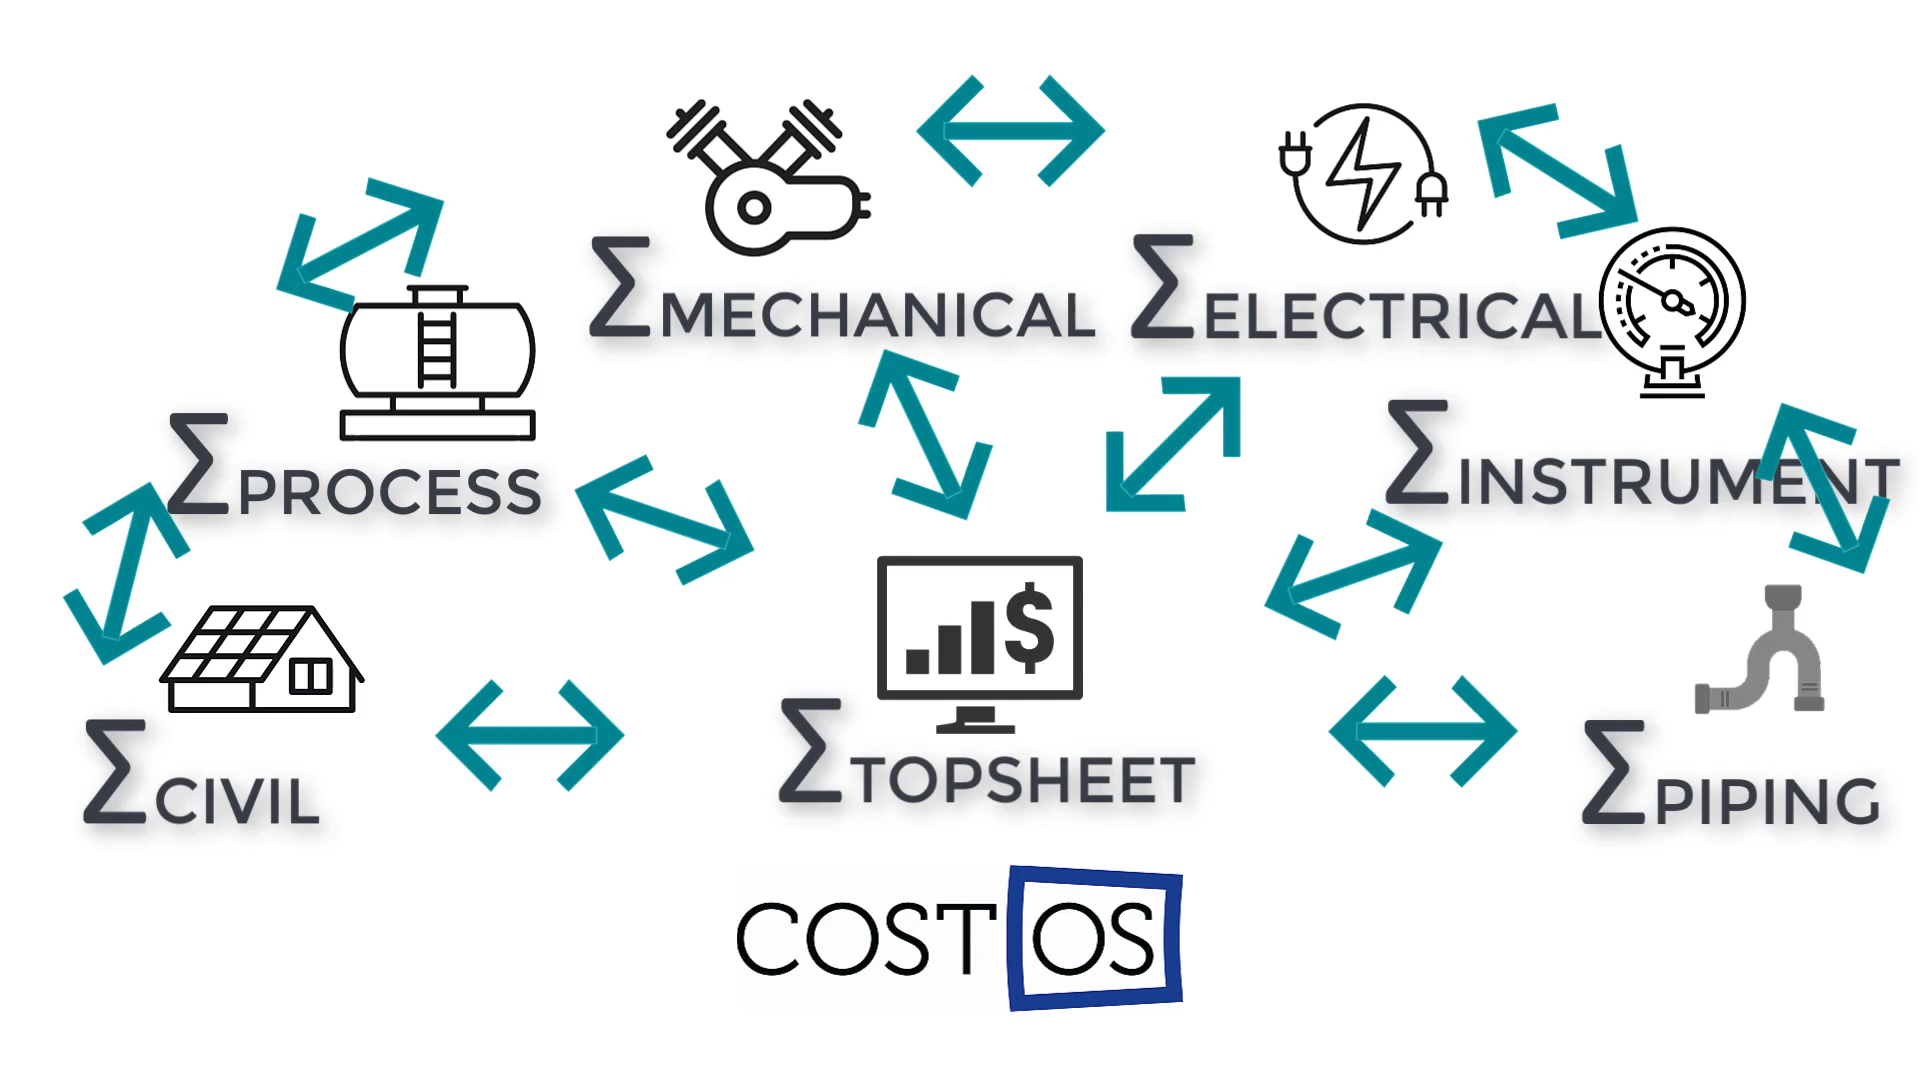 ΣMECHANICAL
ΣELECTRICAL
ΣPROCESS
ΣINSTRUMENT
$
ΣCIVIL
ΣTOPSHEET
ΣPIPING
COSTOS